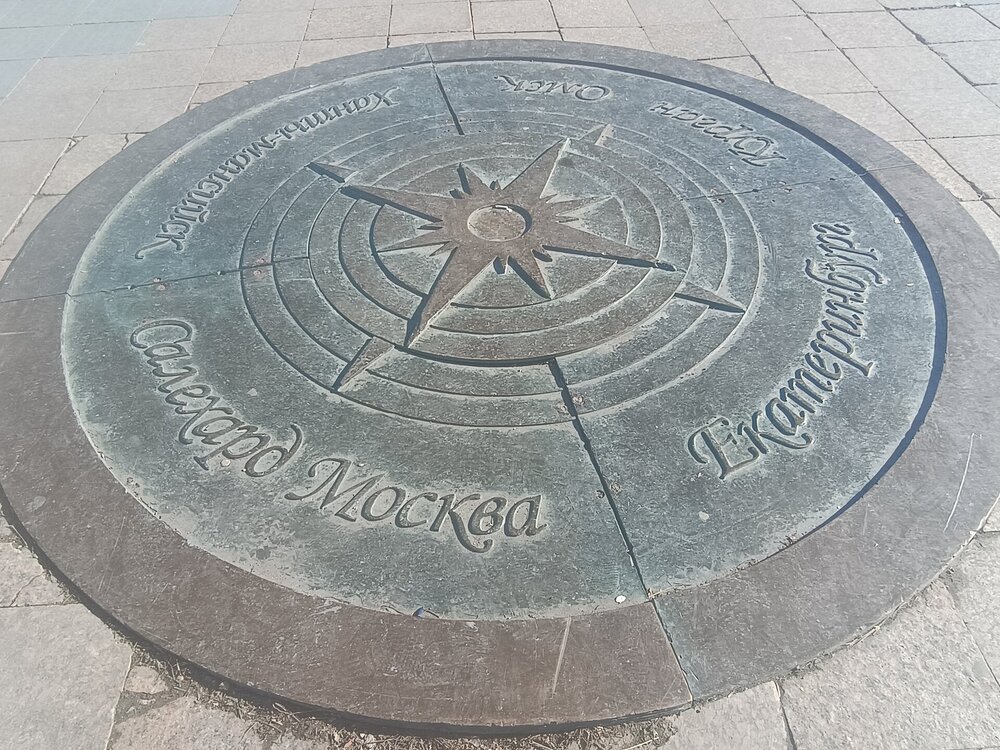 Салехард
Москва
Екатеринбург
Курган
Омск
Ханты-Мансийск